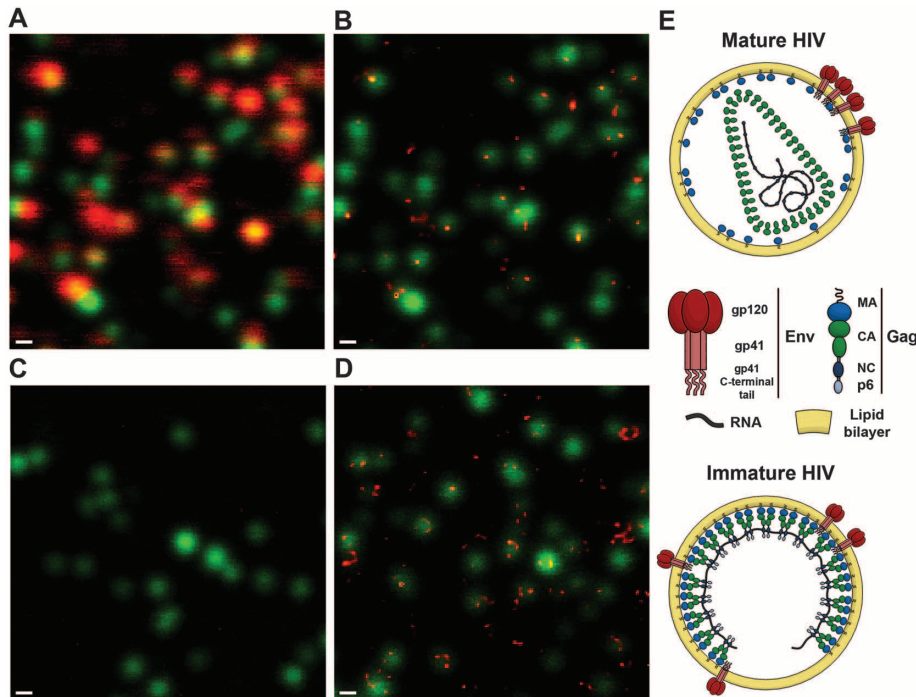 A
B
C
D
E
Mature HIV
gp120
gp41
gp41
C-terminal
tail
Env
MA
CA
NC
p6
Gag
RNA
Lipid
bilayer
Immature HIV